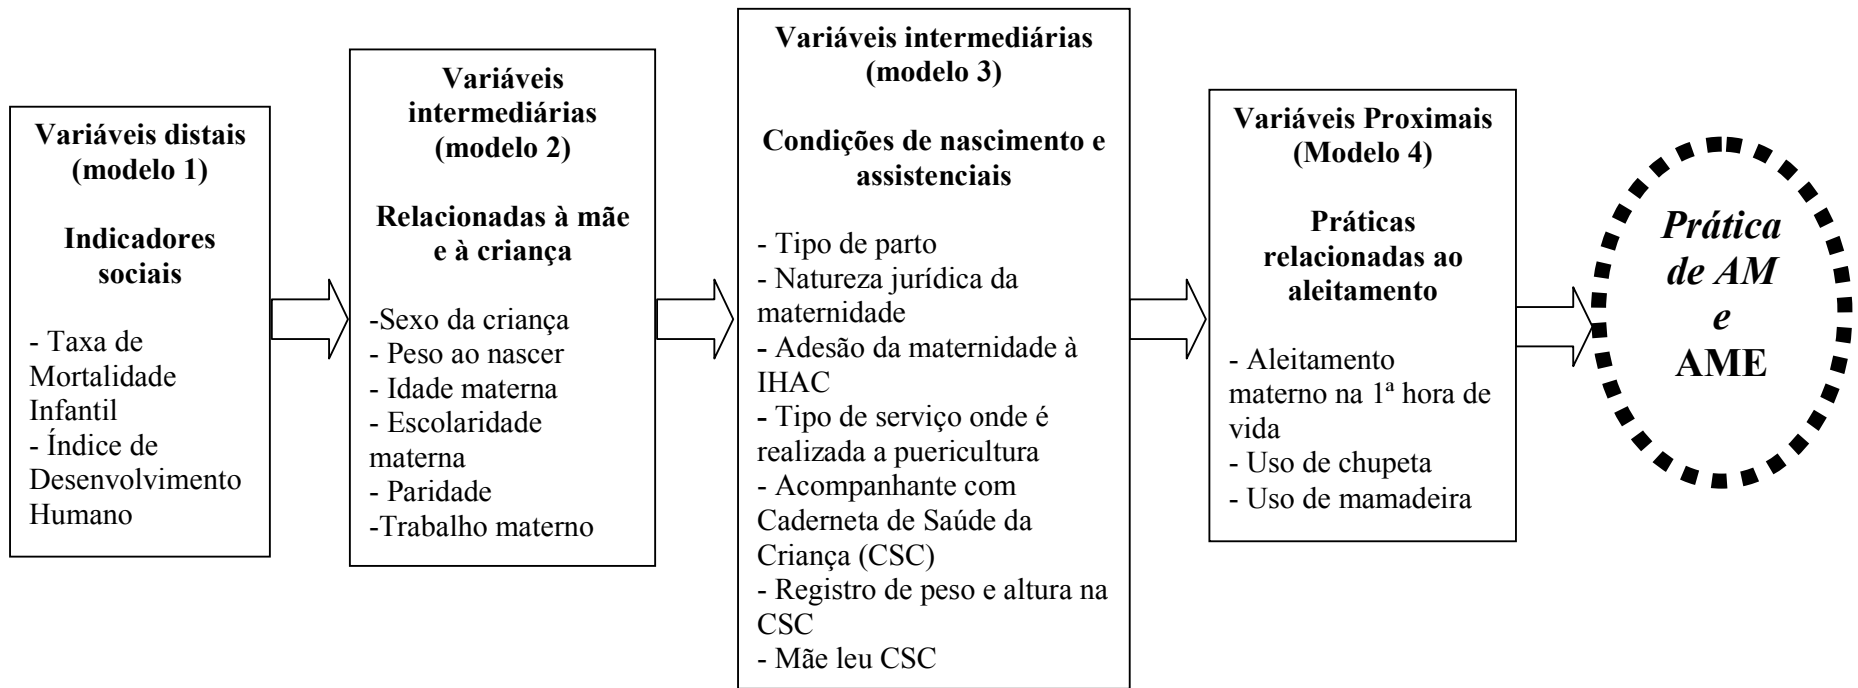 Variáveis distais
(modelo 1)
Indicadores
sociais
- Taxa de
Mortalidade
Infantil
- Índice de
Desenvolvimento
Humano
Variáveis
intermediárias
(modelo 2)
Relacionadas à mãe
e à criança
-Sexo da criança
- Peso ao nascer
- Idade materna
- Escolaridade
materna
- Paridade
-Trabalho materno
Variáveis intermediárias
(modelo 3)
Condições de nascimento e
assistenciais
- Tipo de parto
- Natureza jurídica da
maternidade
- Adesão da maternidade à
IHAC
- Tipo de serviço onde é
realizada a puericultura
- Acompanhante com
Caderneta de Saúde da
Criança (CSC)
- Registro de peso e altura na
CSC
- Mãe leu CSC
Variáveis Proximais
(Modelo 4)
Práticas
relacionadas ao
aleitamento
- Aleitamento
materno na 1ª hora de
vida
- Uso de chupeta
- Uso de mamadeira
Prática
de AM
e
AME